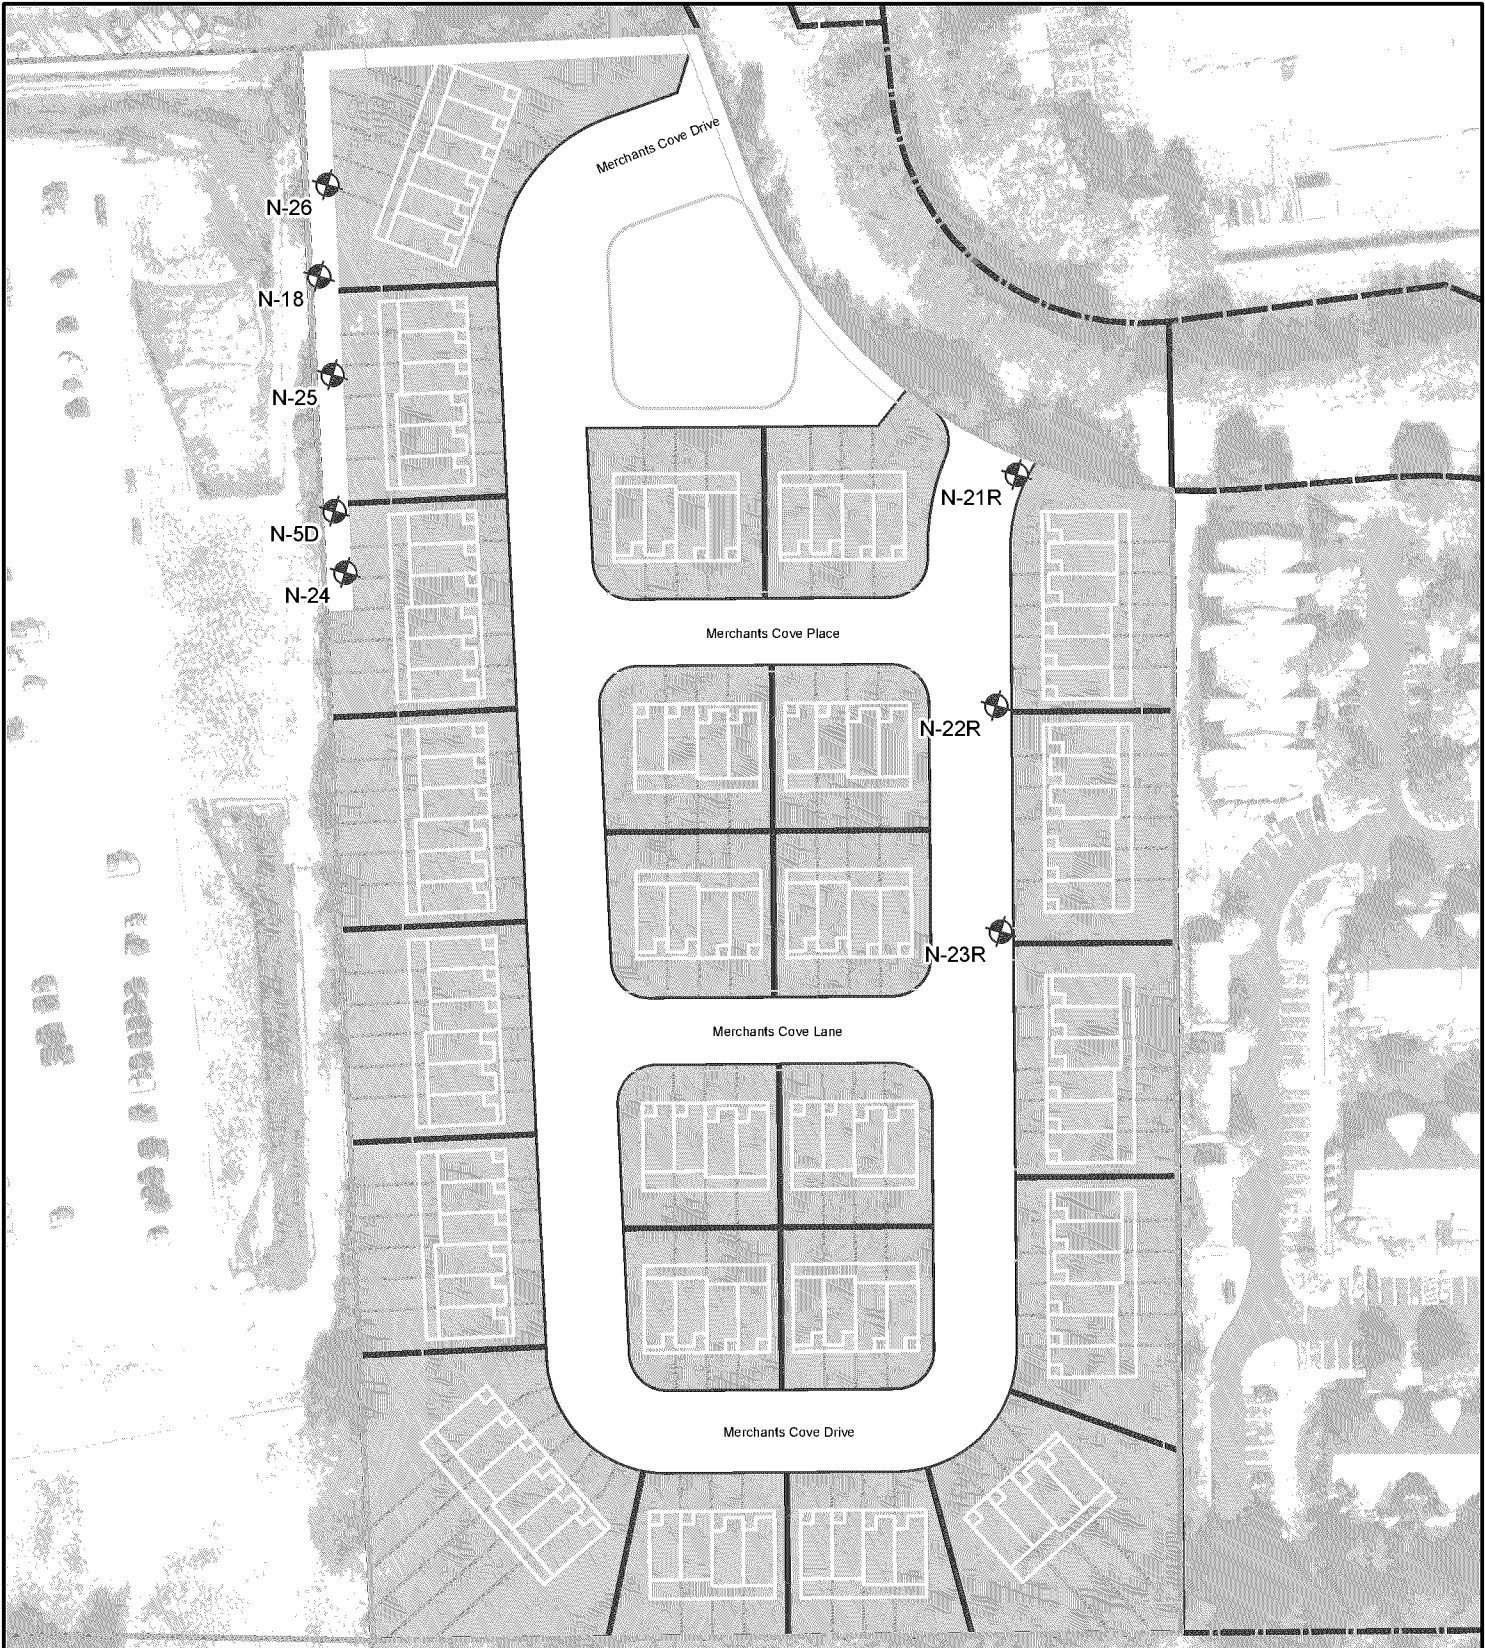 Merchants Cove Drive
N-26
N-18
N-25
N-21R
N-5D
N-24
Merchants Cove Place
N-22R
N-23R
Merchants Cove Lane
Merchants Cove Drive